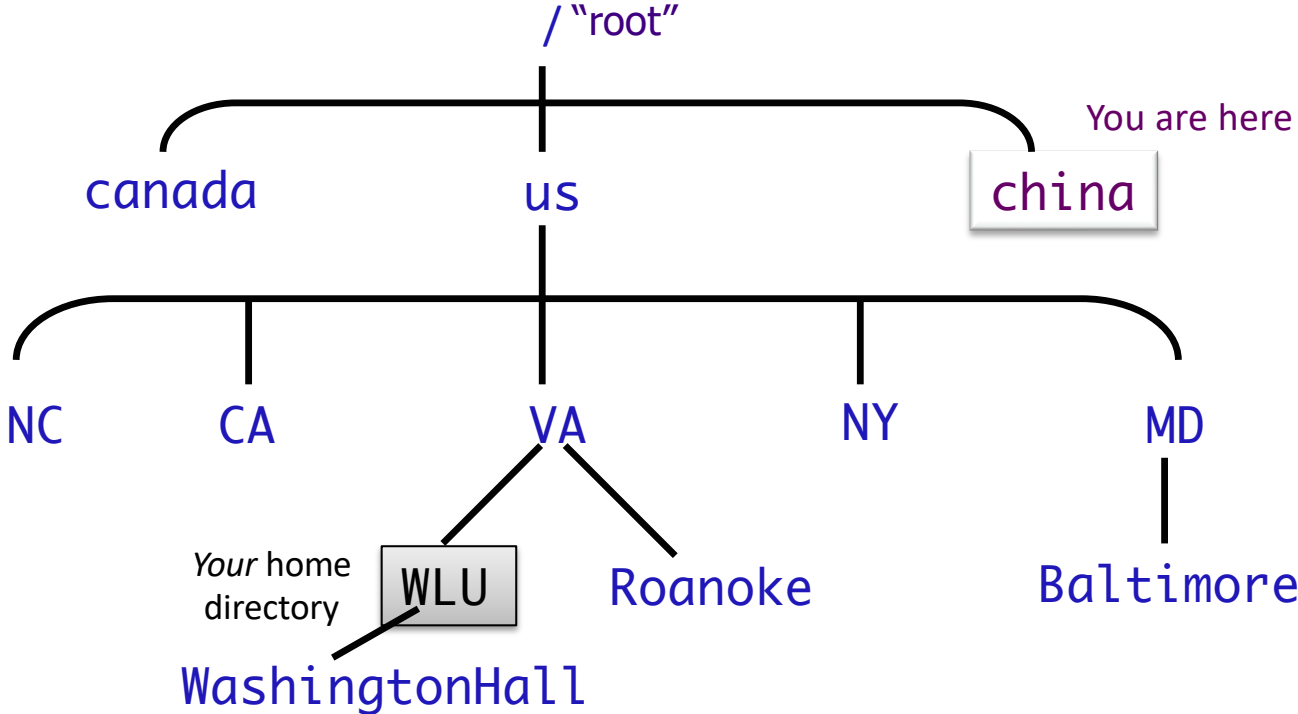 / “root”
You are here
canada
us
china
NC
CA
VA
NY
MD
Your home
directory
WLU
Roanoke
Baltimore
WashingtonHall